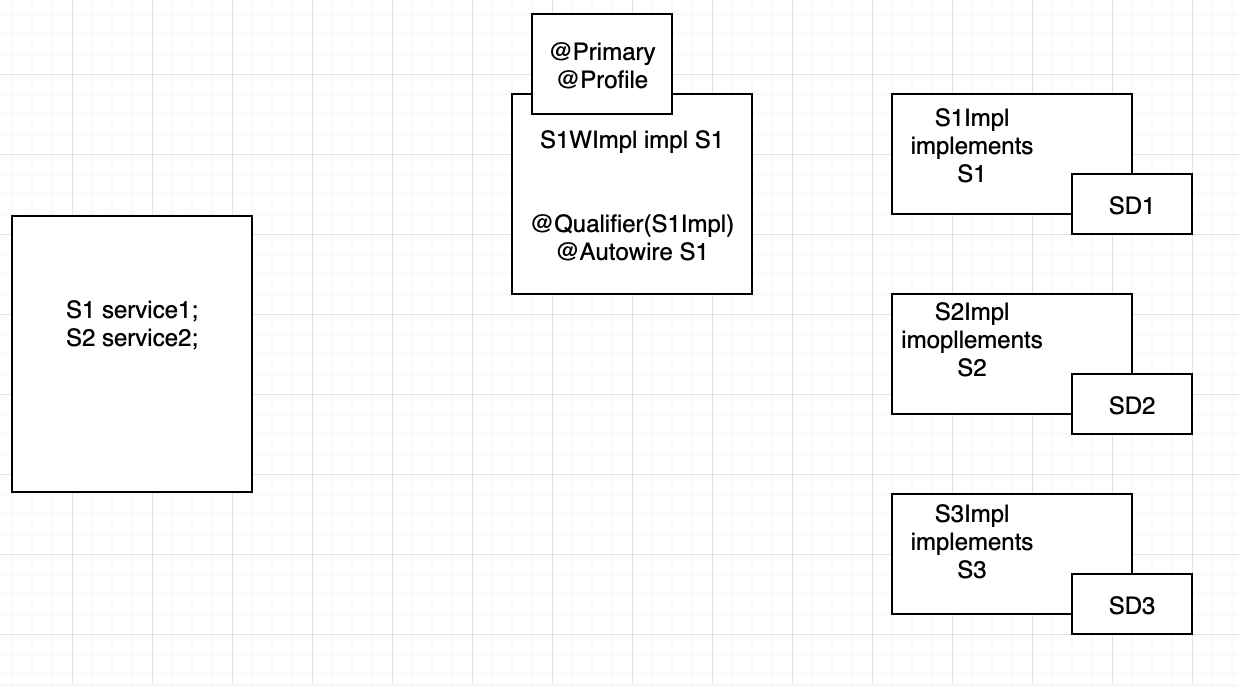 @Primary
@Profile
S1WImpl impl S1
@Qualifier(S1Impl)
@Autowire S1
S1 service1;
S2 service2;
S1Impl
implements
S1
SD1
S2Impl
imopllements
S2
SD2
S3Impl
implements
S3
SD3